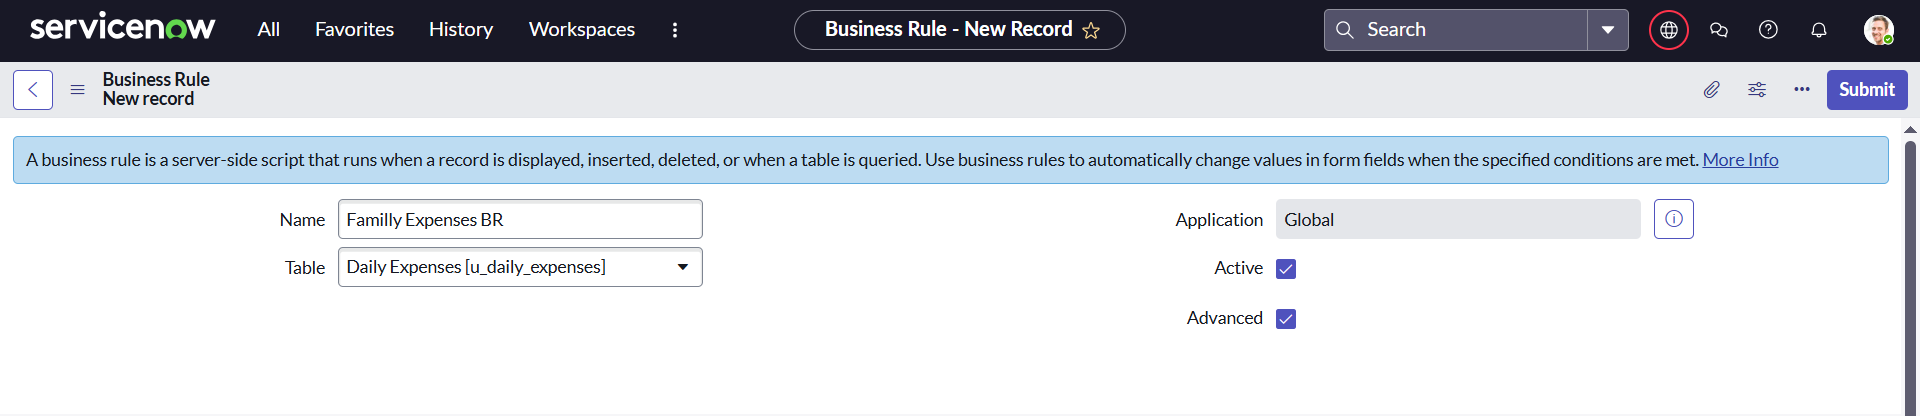 servicenow All Favorites History Workspaces Business Rule - New Record Search
Business Rule
New record
Submit
A business rule is a server-side script that runs when a record is displayed, inserted, deleted, or when a table is queried. Use business rules to automatically change values in form fields when the specified conditions are met. More Info
Name Familly Expenses BR Application Global
Table Daily Expenses [u_daily_expenses] Active
Advanced